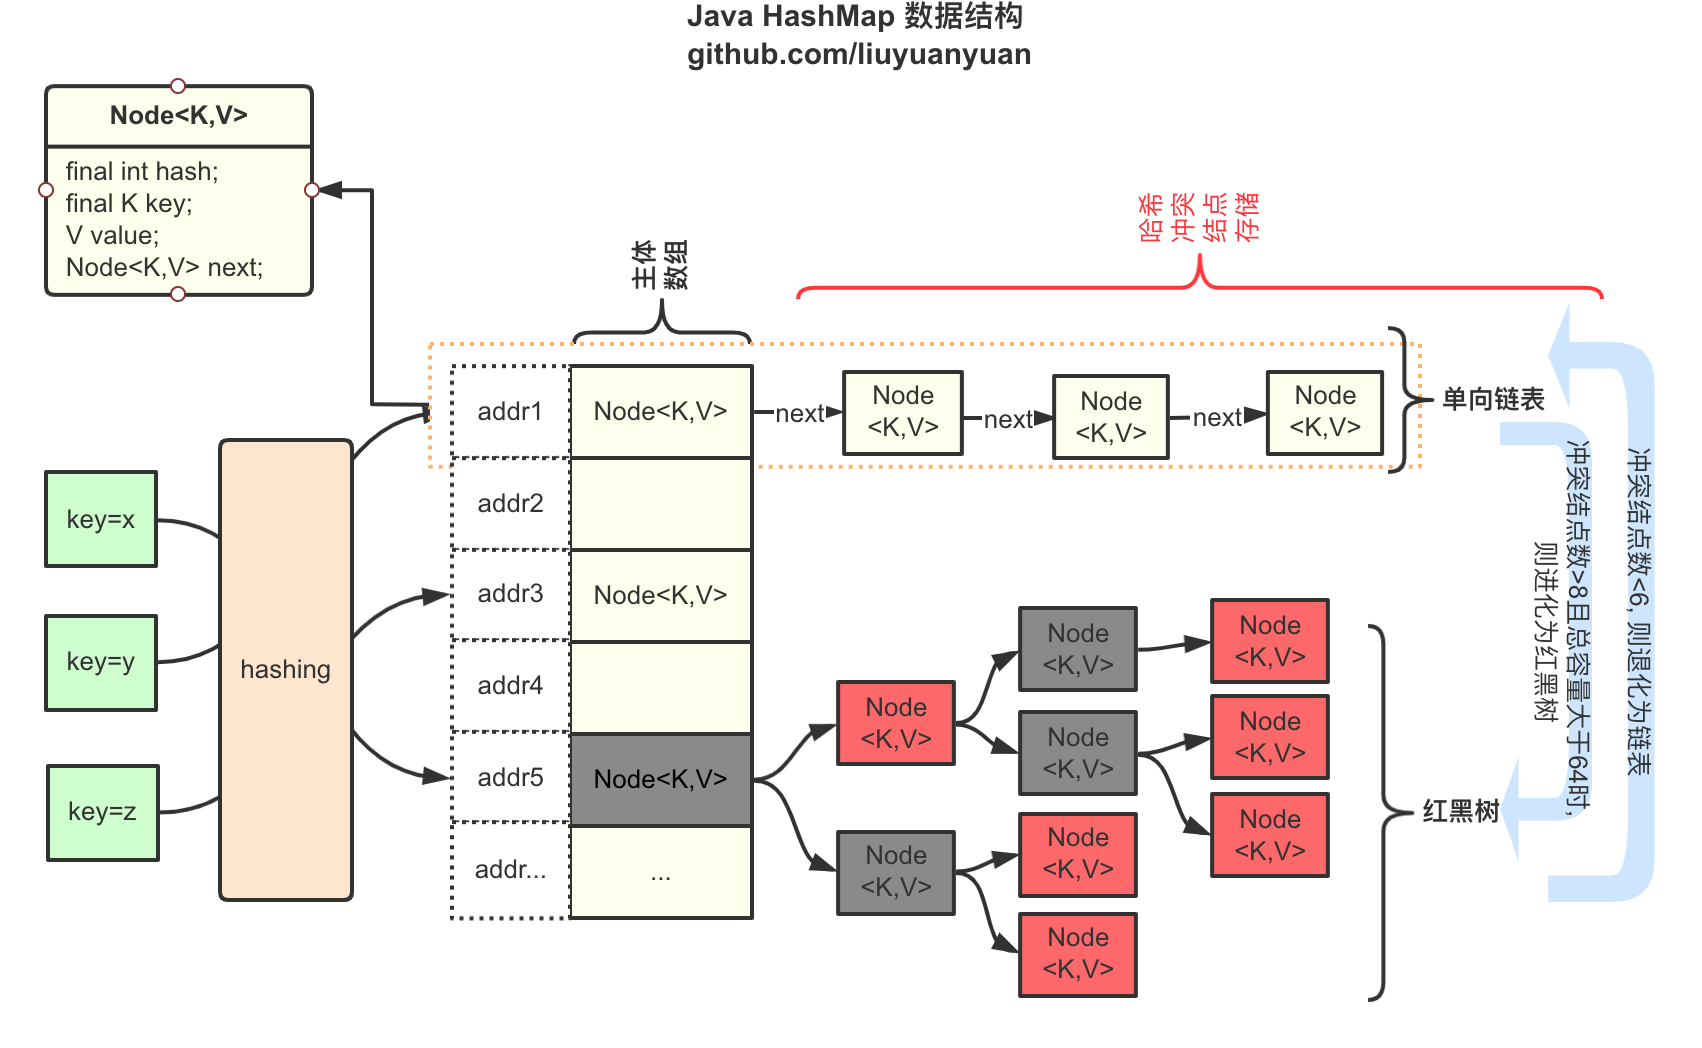 Java HashMap 数据结构
github.com/liuyuanyuan
Node<K,V>
final int hash;
final K key;
V value;
Node<K,V> next;
哈希
冲突
结点
存储
主体
数组
addr1
Node<K,V>
next
Node
<K,V>
next
Node
<K,V>
next
Node
<K,V>
单向链表
addr2
addr3
Node<K,V>
addr4
addr5
Node<K,V>
addr...
...
key=x
key=y
key=z
hashing
Node
<K,V>
Node
<K,V>
Node
<K,V>
Node
<K,V>
Node
<K,V>
Node
<K,V>
Node
<K,V>
Node
<K,V>
Node
<K,V>
红黑树
冲突结点数>8且总容量大于64时,
则进化为红黑树
冲突结点数<6, 则退化为链表